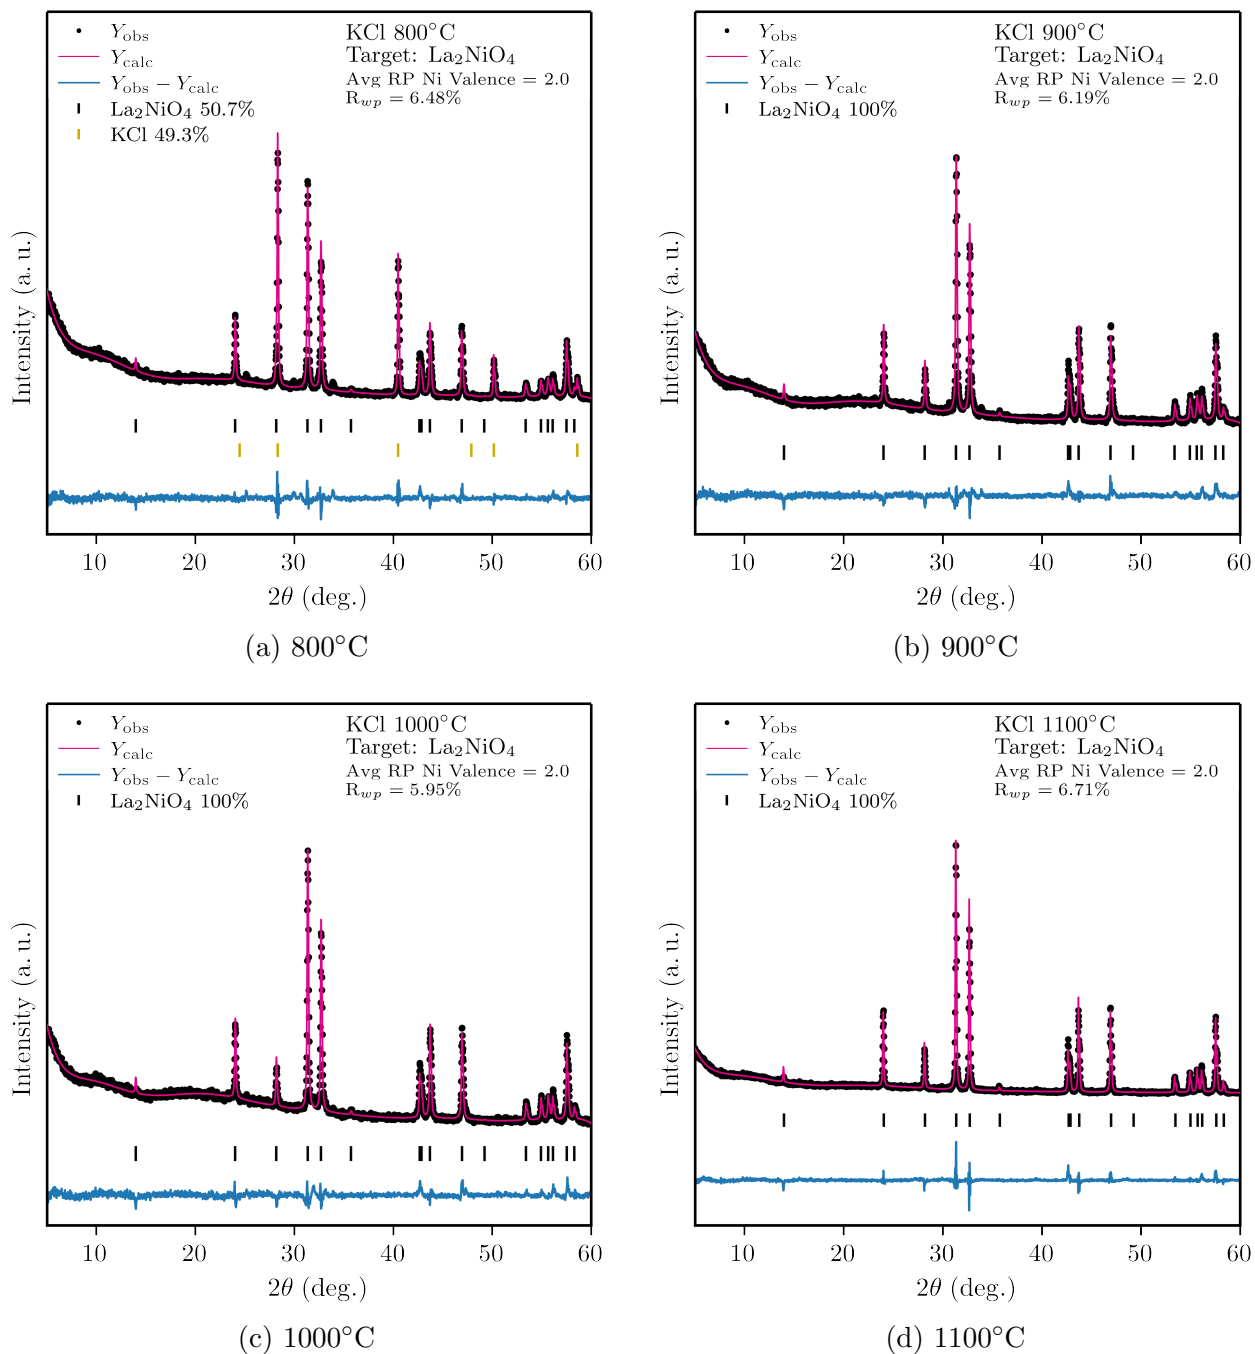 Y_obs
Y_calc
Y_obs − Y_calc
La₂NiO₄ 50.7%
KCl 49.3%
KCl 800°C
Target: La₂NiO₄
Avg RP Ni Valence = 2.0
R_wp = 6.48%
Intensity (a. u.)
10 20 30 40 50 60
2θ (deg.)
(a) 800°C
Y_obs
Y_calc
Y_obs − Y_calc
La₂NiO₄ 100%
KCl 900°C
Target: La₂NiO₄
Avg RP Ni Valence = 2.0
R_wp = 6.19%
Intensity (a. u.)
10 20 30 40 50 60
2θ (deg.)
(b) 900°C
Y_obs
Y_calc
Y_obs − Y_calc
La₂NiO₄ 100%
KCl 1000°C
Target: La₂NiO₄
Avg RP Ni Valence = 2.0
R_wp = 5.95%
Intensity (a. u.)
10 20 30 40 50 60
2θ (deg.)
(c) 1000°C
Y_obs
Y_calc
Y_obs − Y_calc
La₂NiO₄ 100%
KCl 1100°C
Target: La₂NiO₄
Avg RP Ni Valence = 2.0
R_wp = 6.71%
Intensity (a. u.)
10 20 30 40 50 60
2θ (deg.)
(d) 1100°C